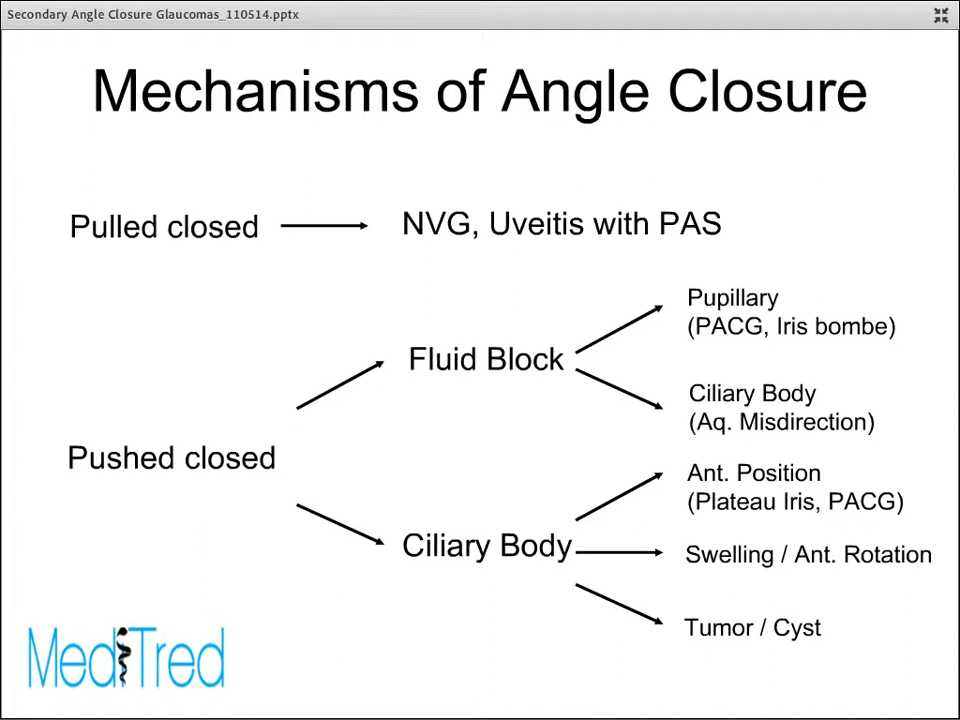 Secondary Angle Closure Glaucomas_110514.pptx
Mechanisms of Angle Closure
Pulled closed
NVG, Uveitis with PAS
Pushed closed
Fluid Block
Pupillary
(PACG, Iris bombe)
Ciliary Body
(Aq. Misdirection)
Ciliary Body
Ant. Position
(Plateau Iris, PACG)
Swelling / Ant. Rotation
Tumor / Cyst
MediTred